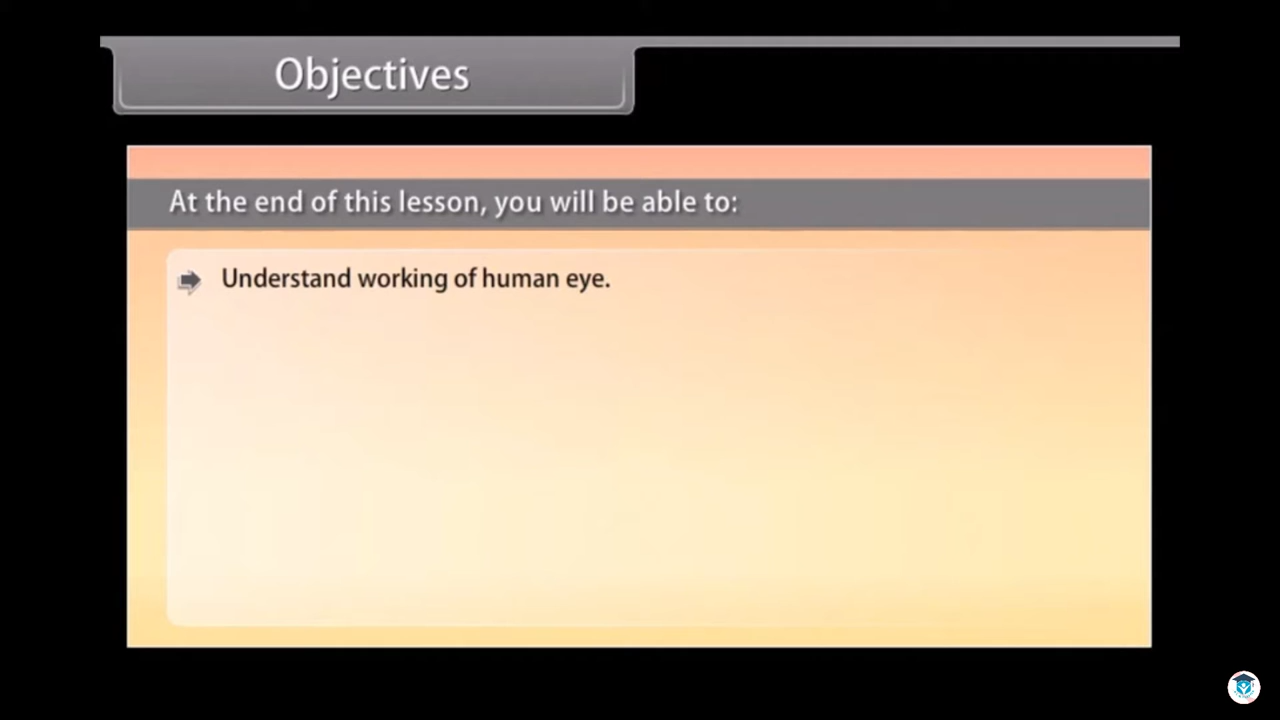 Objectives
At the end of this lesson, you will be able to:
Understand working of human eye.